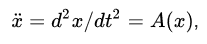 ẍ = d²x/dt² = A(x),